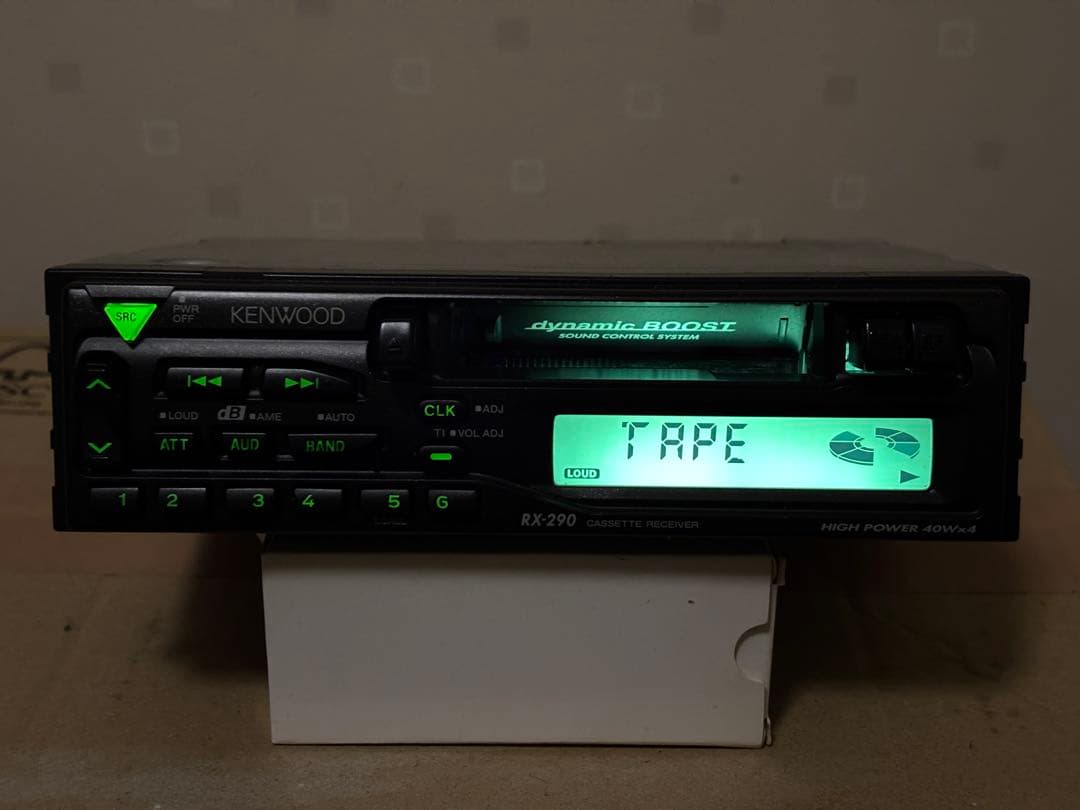 SRC
PWR
OFF
KENWOOD
dynamic BOOST
SOUND CONTROL SYSTEM
LOUD
dB
AME
AUTO
ATT
AUD
BAND
CLK
ADJ
TI
VOL ADJ
TAPE
LOUD
1
2
3
4
5
6
RX-290 CASSETTE RECEIVER
HIGH POWER 40Wx4